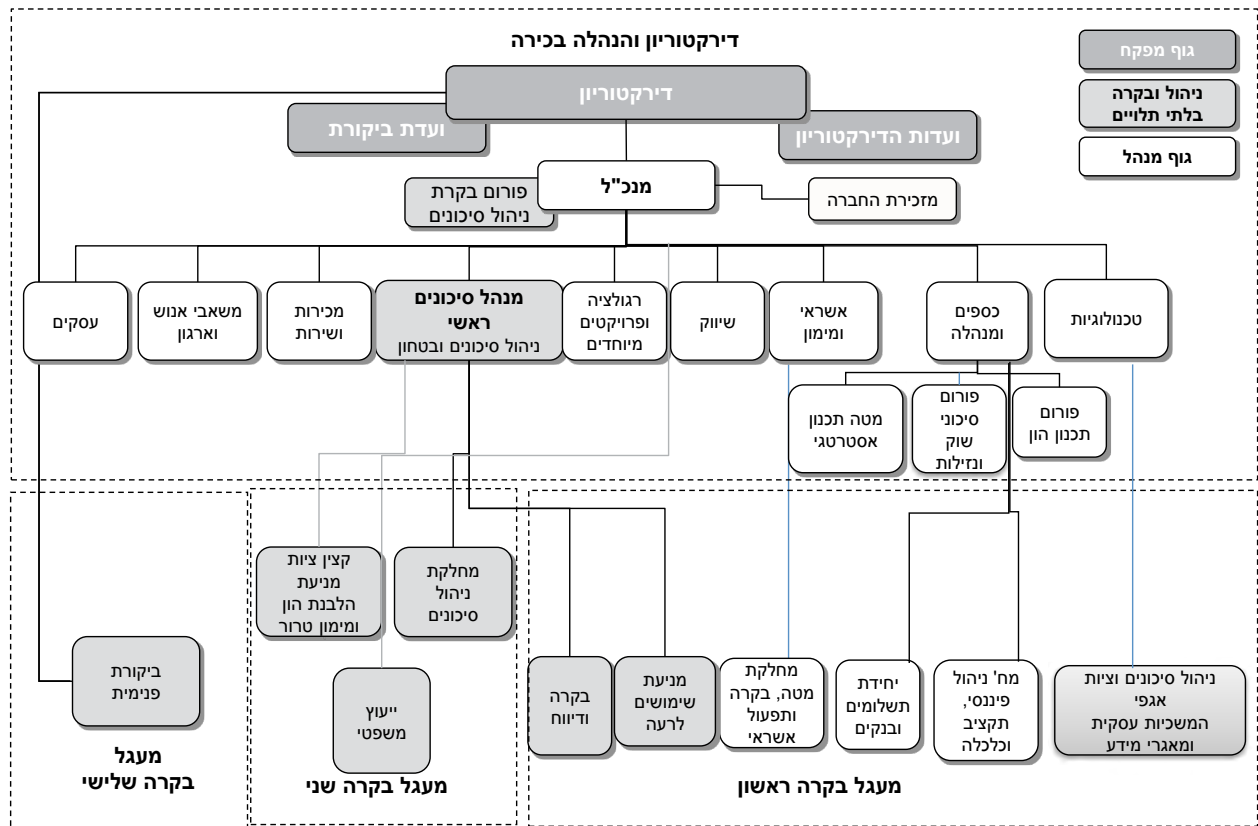 דירקטוריון והנהלה בכירה
גוף מפקח
ניהול ובקרה
בלתי תלויים
גוף מנהל
דירקטוריון
ועדות הדירקטוריון
ועדת ביקורת
מנכ"ל
מזכירת החברה
פורום בקרת
ניהול סיכונים
טכנולוגיות
כספים
ומנהלה
אשראי
ומימון
שיווק
רגולציה
ופרויקטים
מיוחדים
מנהל סיכונים
ראשי
ניהול סיכונים ובטחון
מכירות
ושירות
משאבי אנוש
וארגון
עסקים
פורום
תכנון הון
פורום
סיכוני
שוק
ונזילות
מטה תכנון
אסטרטגי
ניהול סיכונים וציות
אגפי
המשכיות עסקית
ומאגרי מידע
מח' ניהול
פיננסי,
תקציב
וכלכלה
יחידת
תשלומים
ובנקים
מחלקת
מטה, בקרה
ותפעול
אשראי
מניעת
שימושים
לרעה
בקרה
ודיווח
מעגל בקרה ראשון
מחלקת
ניהול
סיכונים
קצין ציות
מניעת
הלבנת הון
ומימון טרור
ייעוץ
משפטי
מעגל בקרה שני
ביקורת
פנימית
מעגל
בקרה שלישי